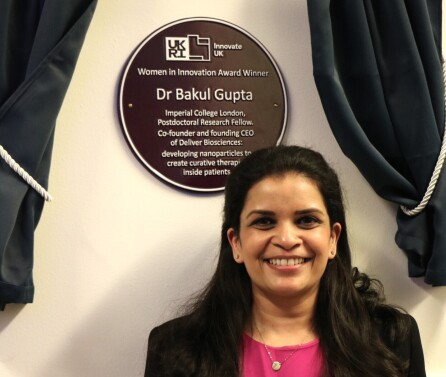 UK
RI
Innovate
UK
Women in Innovation Award Winner
Dr Bakul Gupta
Imperial College London,
Postdoctoral Research Fellow.
Co-founder and founding CEO
of Deliver Biosciences:
developing nanoparticles to
create curative therapies
inside patients